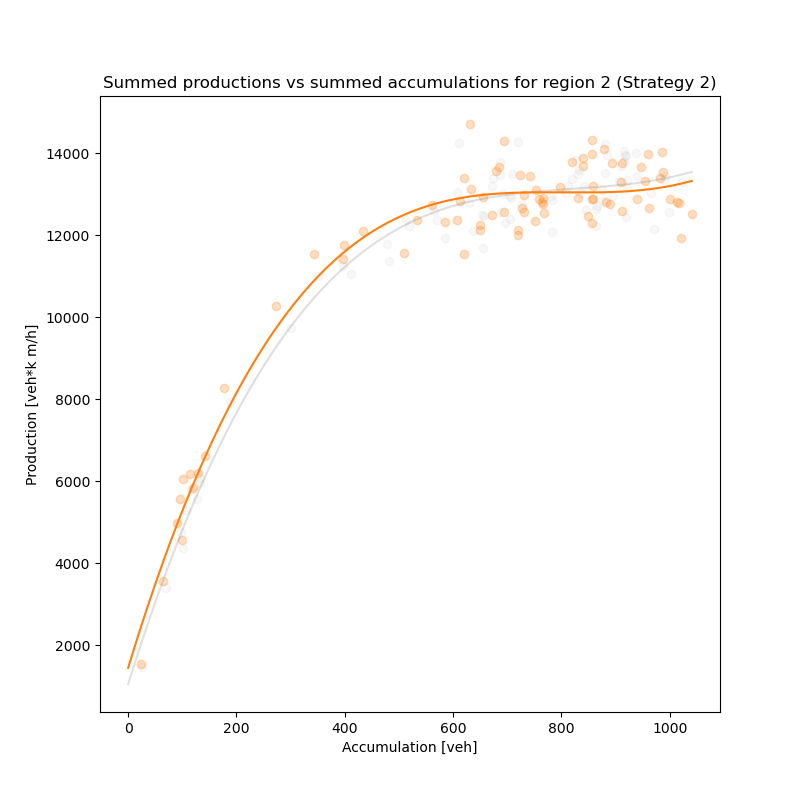 Summed productions vs summed accumulations for region 2 (Strategy 2)
14000
12000
10000
8000
6000
4000
2000
Production [veh*k m/h]
0 200 400 600 800 1000
Accumulation [veh]